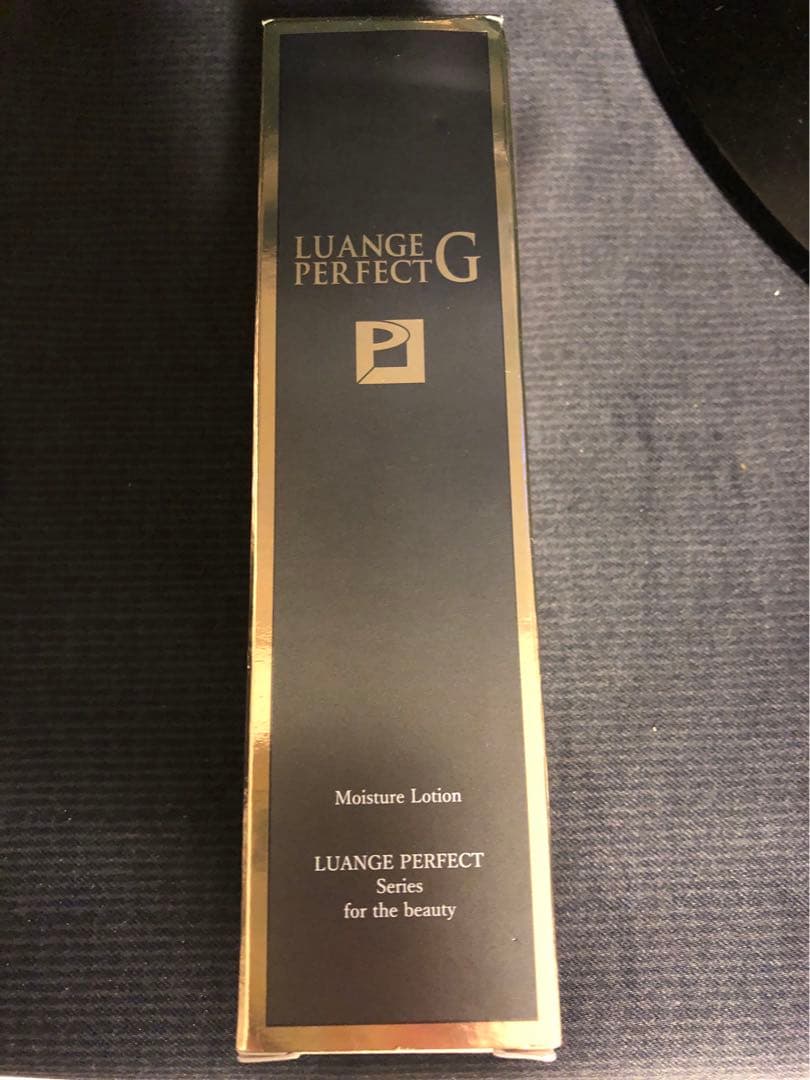 LUANGE
PERFECT G
P
Moisture Lotion
LUANGE PERFECT
Series
for the beauty